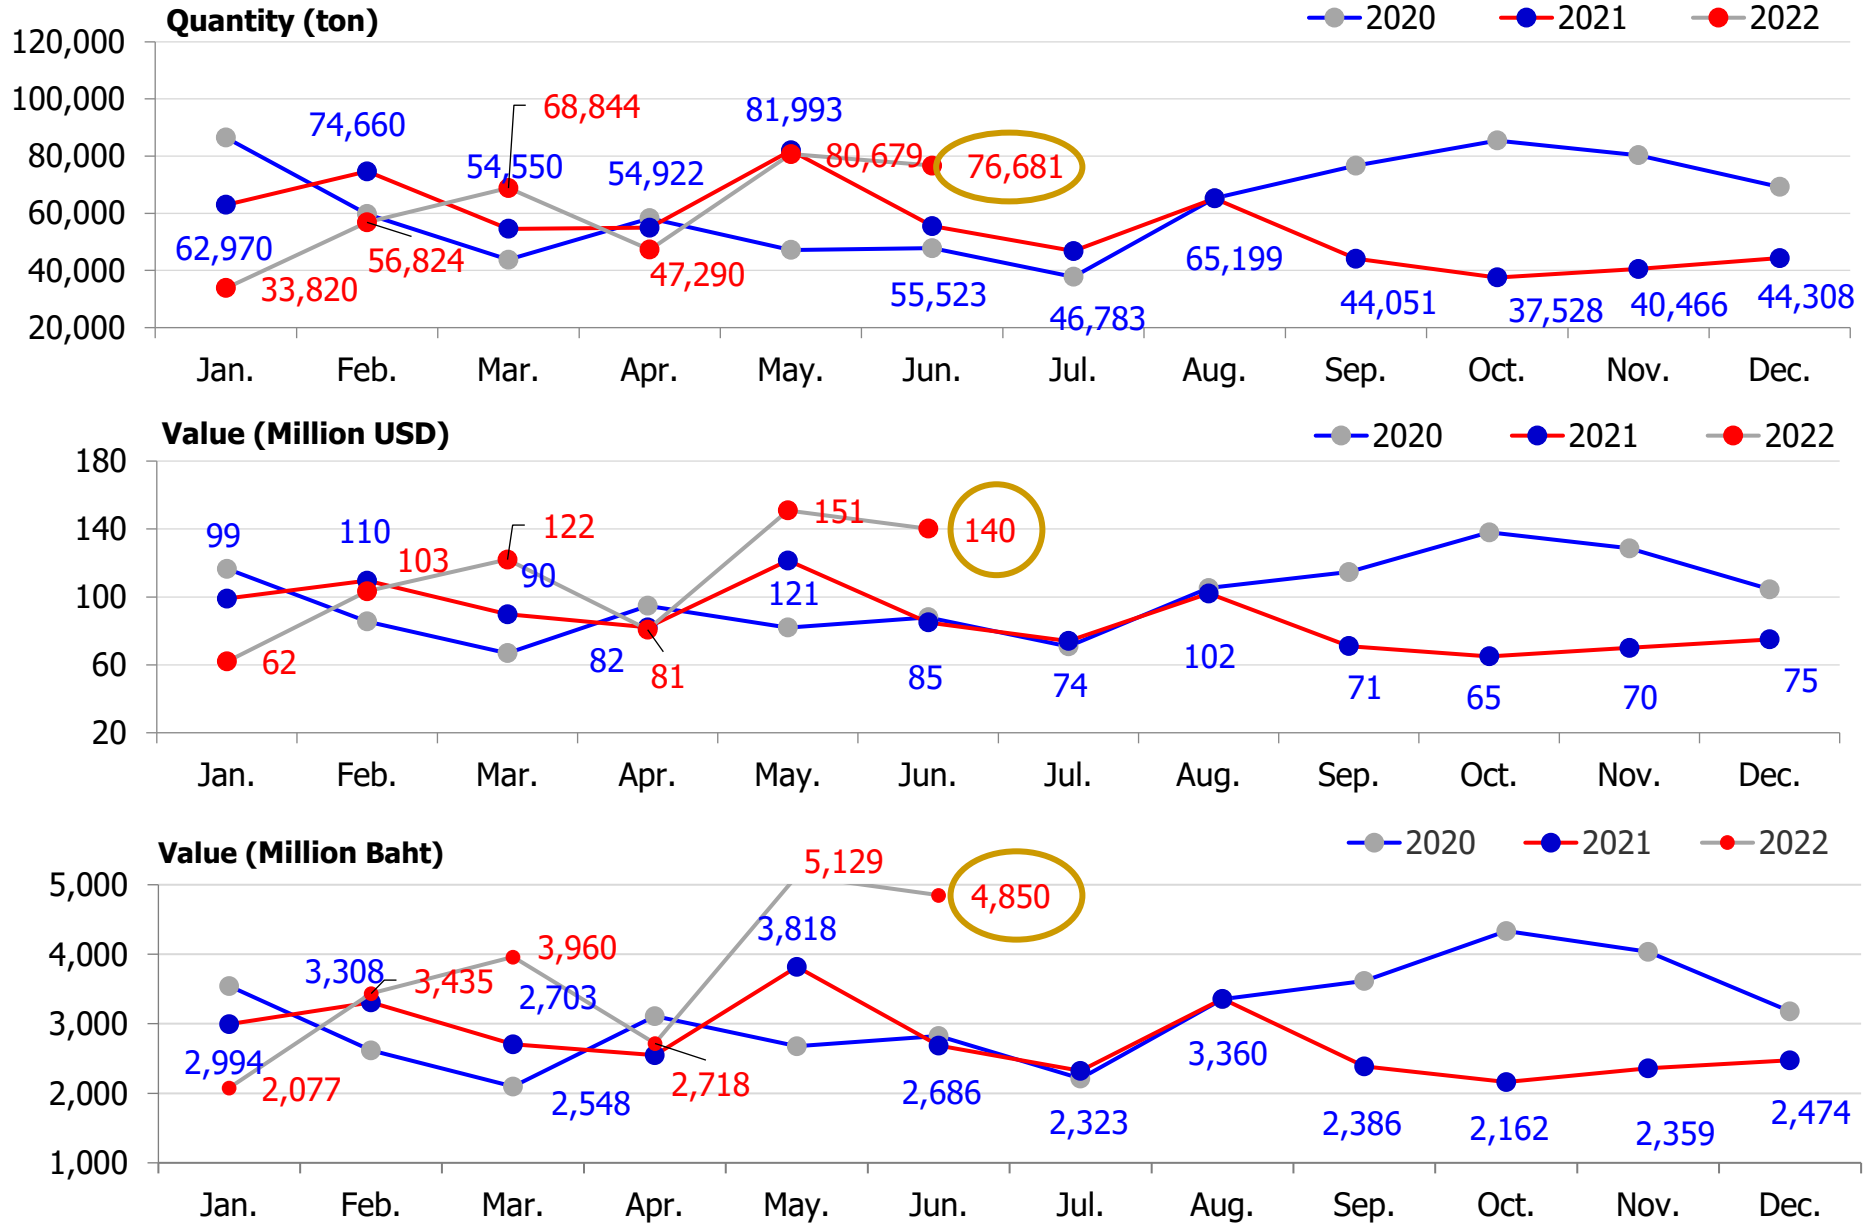 Quantity (ton)
2020 2021 2022
120,000
100,000
80,000
60,000
40,000
20,000
62,970 74,660 54,550 54,922 81,993 55,523 46,783 65,199 44,051 37,528 40,466 44,308
33,820 56,824 68,844 47,290 80,679 76,681
Jan. Feb. Mar. Apr. May. Jun. Jul. Aug. Sep. Oct. Nov. Dec.
Value (Million USD)
2020 2021 2022
180
140
100
60
20
99 110 90 82 121 85 74 102 71 65 70 75
62 103 122 81 151 140
Jan. Feb. Mar. Apr. May. Jun. Jul. Aug. Sep. Oct. Nov. Dec.
Value (Million Baht)
2020 2021 2022
5,000
4,000
3,000
2,000
1,000
2,994 3,308 2,703 2,548 3,818 2,686 2,323 3,360 2,386 2,162 2,359 2,474
2,077 3,435 3,960 2,718 5,129 4,850
Jan. Feb. Mar. Apr. May. Jun. Jul. Aug. Sep. Oct. Nov. Dec.